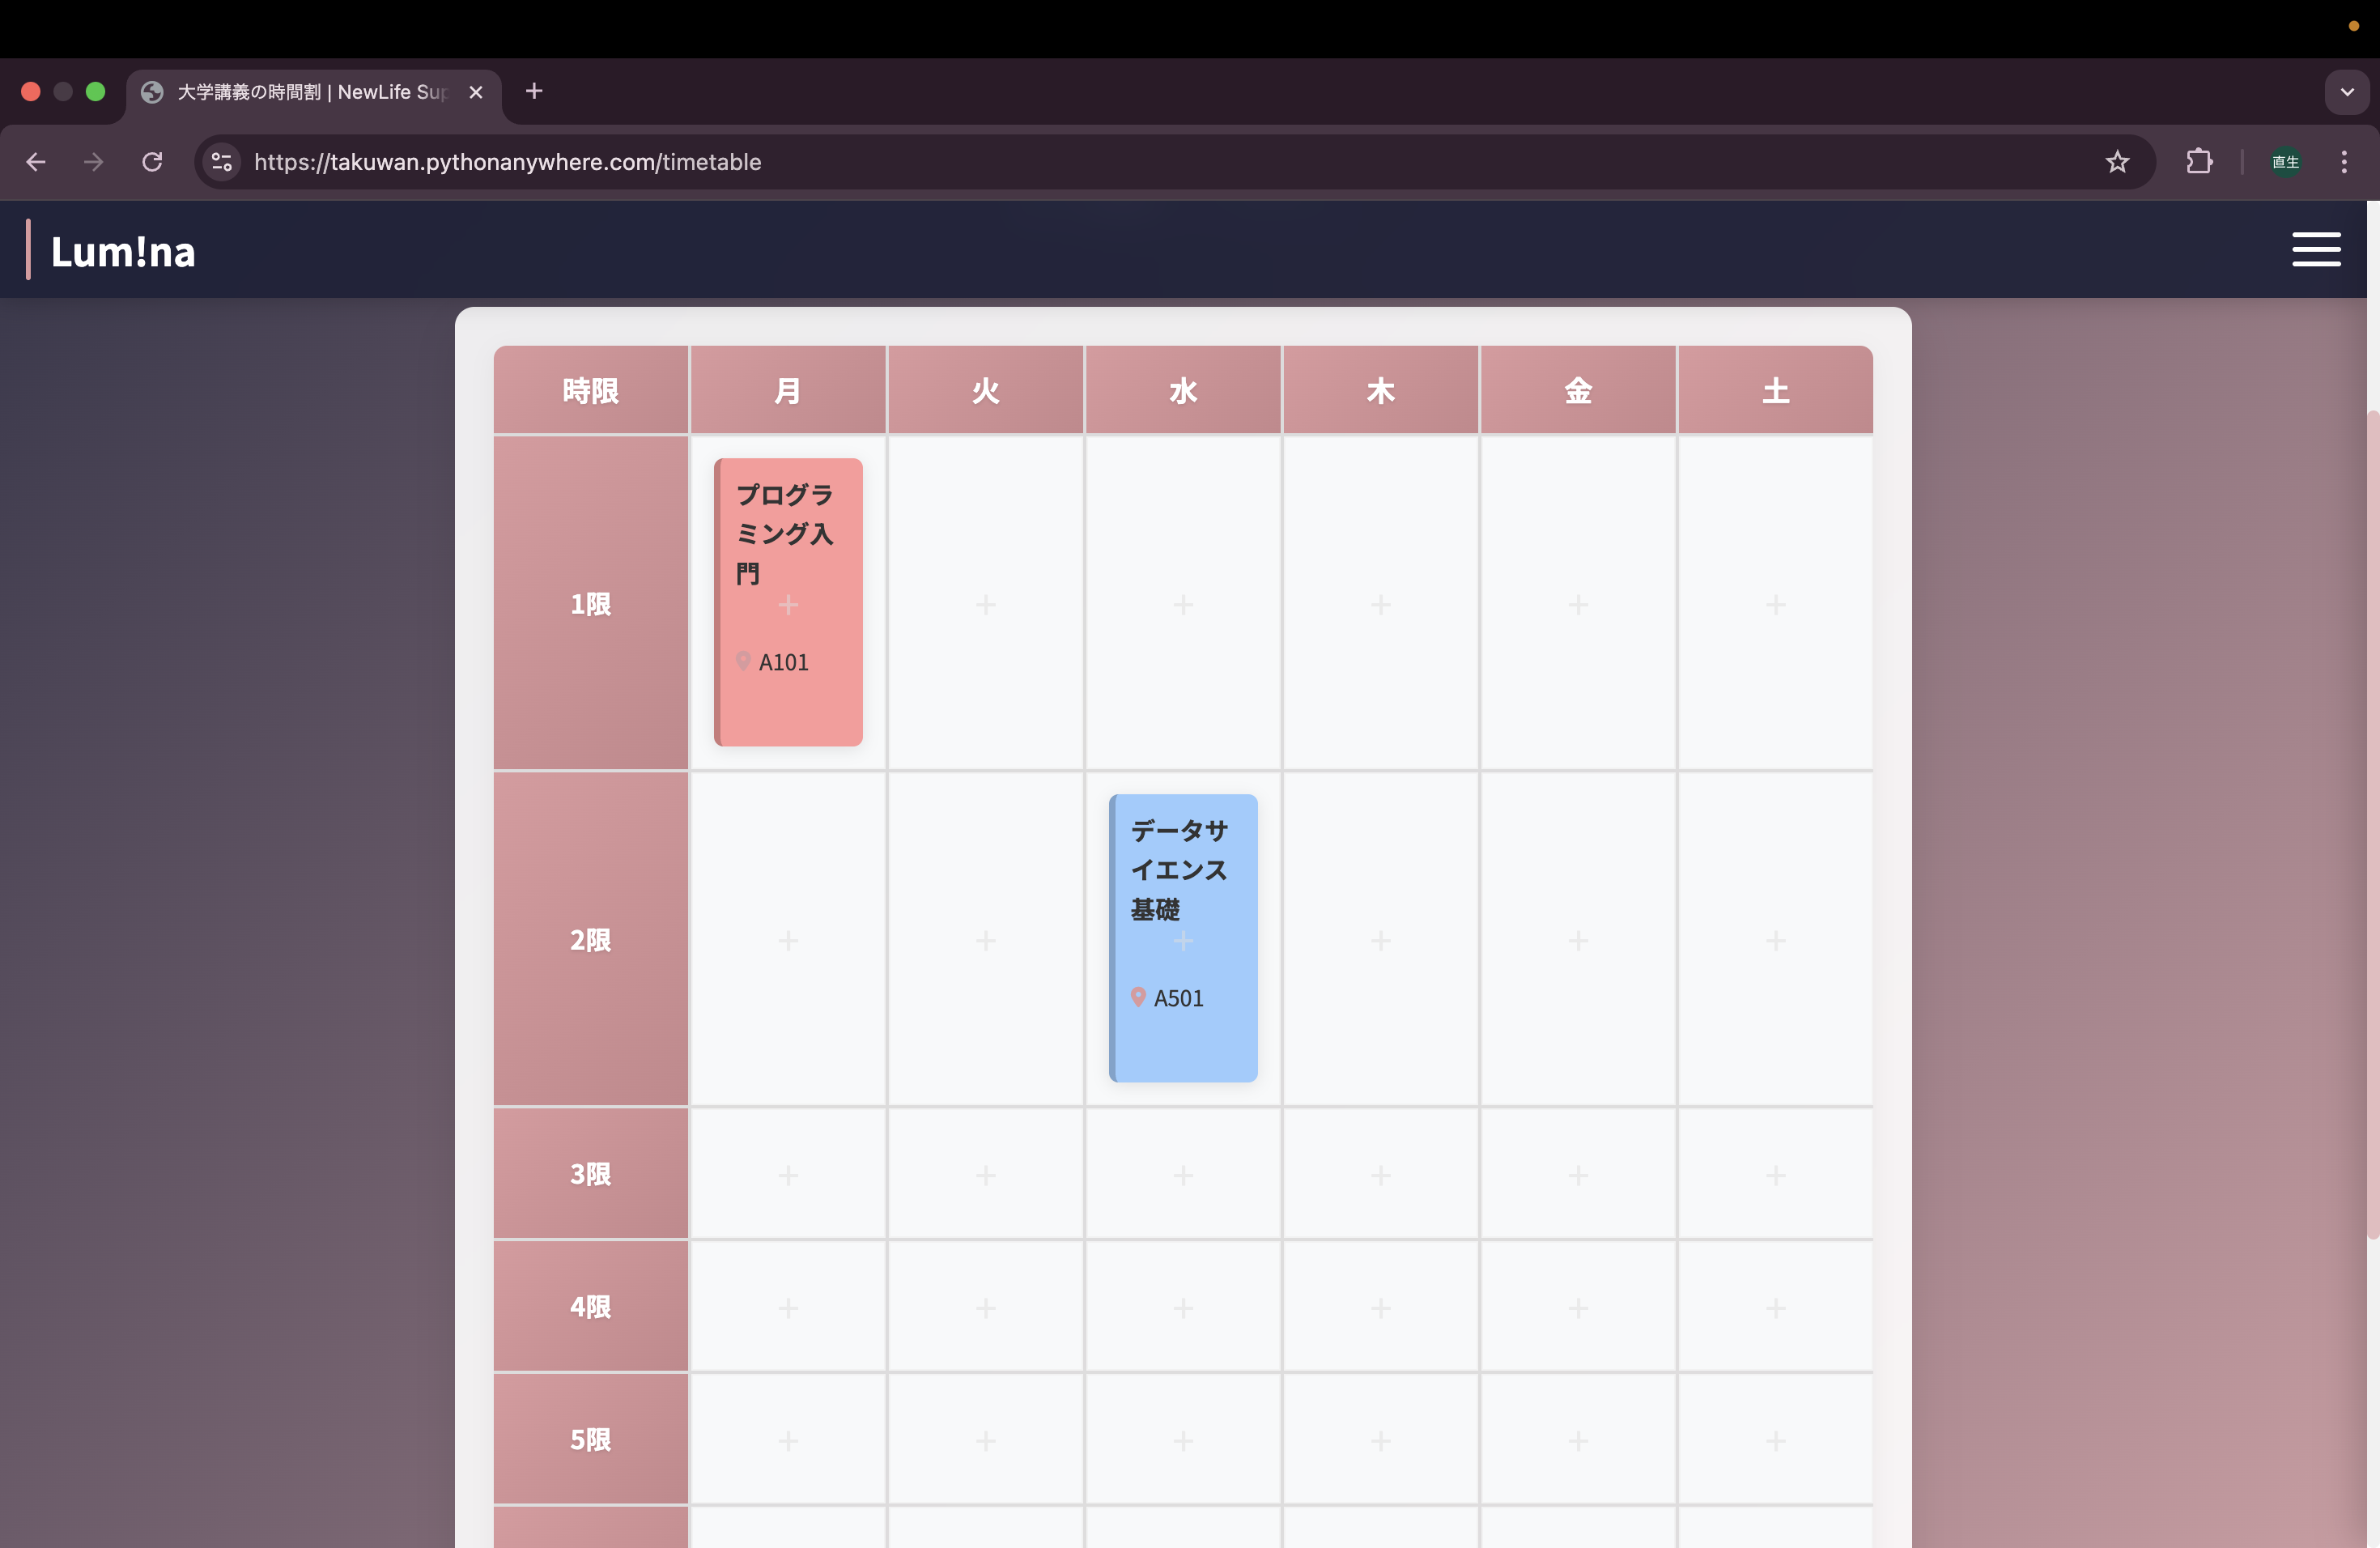 大学講義の時間割 | NewLife Sup
https://takuwan.pythonanywhere.com/timetable
直生
Lum!na
時限 月 火 水 木 金 土
1限
プログラ
ミング入
門
+ + + + + +
A101
2限
データサ
イエンス
基礎
+ + + + + +
A501
3限 + + + + + +
4限 + + + + + +
5限 + + + + + +